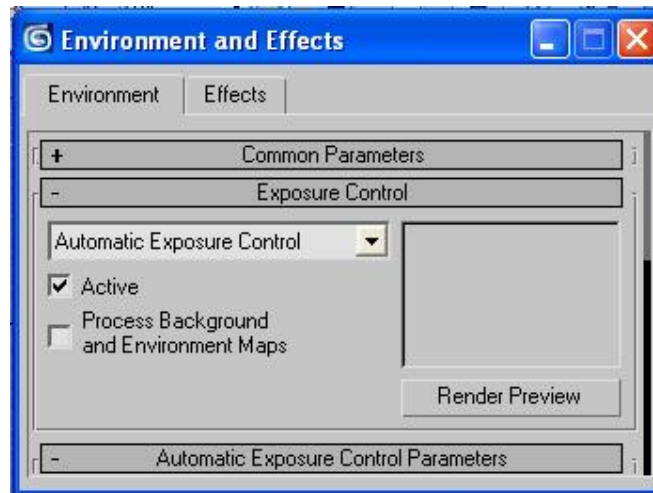 Environment and Effects
Environment Effects
+ Common Parameters
- Exposure Control
Automatic Exposure Control
Active
Process Background
and Environment Maps
Render Preview
- Automatic Exposure Control Parameters